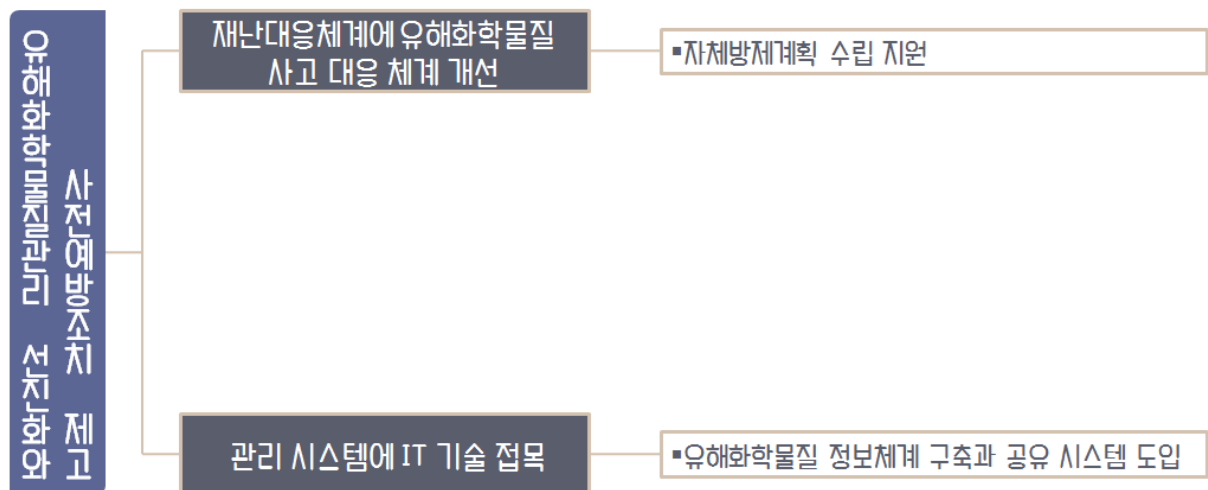 유해화학물질관리 선진화와
사전예방조치 제고
재난대응체계에 유해화학물질
사고 대응 체계 개선
▪자체방제계획 수립 지원
관리 시스템에 IT 기술 접목
▪유해화학물질 정보체계 구축과 공유 시스템 도입